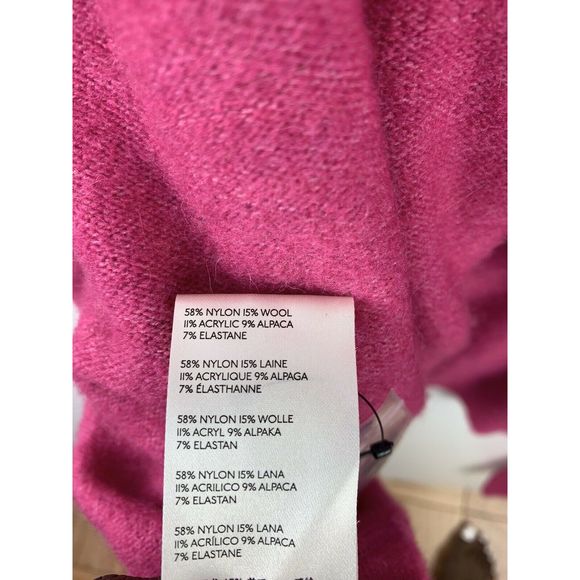 58% NYLON 15% WOOL
11% ACRYLIC 9% ALPACA
7% ELASTANE
58% NYLON 15% LAINE
11% ACRYLIQUE 9% ALPAGA
7% ÉLASTHANNE
58% NYLON 15% WOLLE
11% ACRYL 9% ALPAKA
7% ELASTAN
58% NYLON 15% LANA
11% ACRILICO 9% ALPACA
7% ELASTAN
58% NYLON 15% LANA
11% ACRÍLICO 9% ALPACA
7% ELASTANE